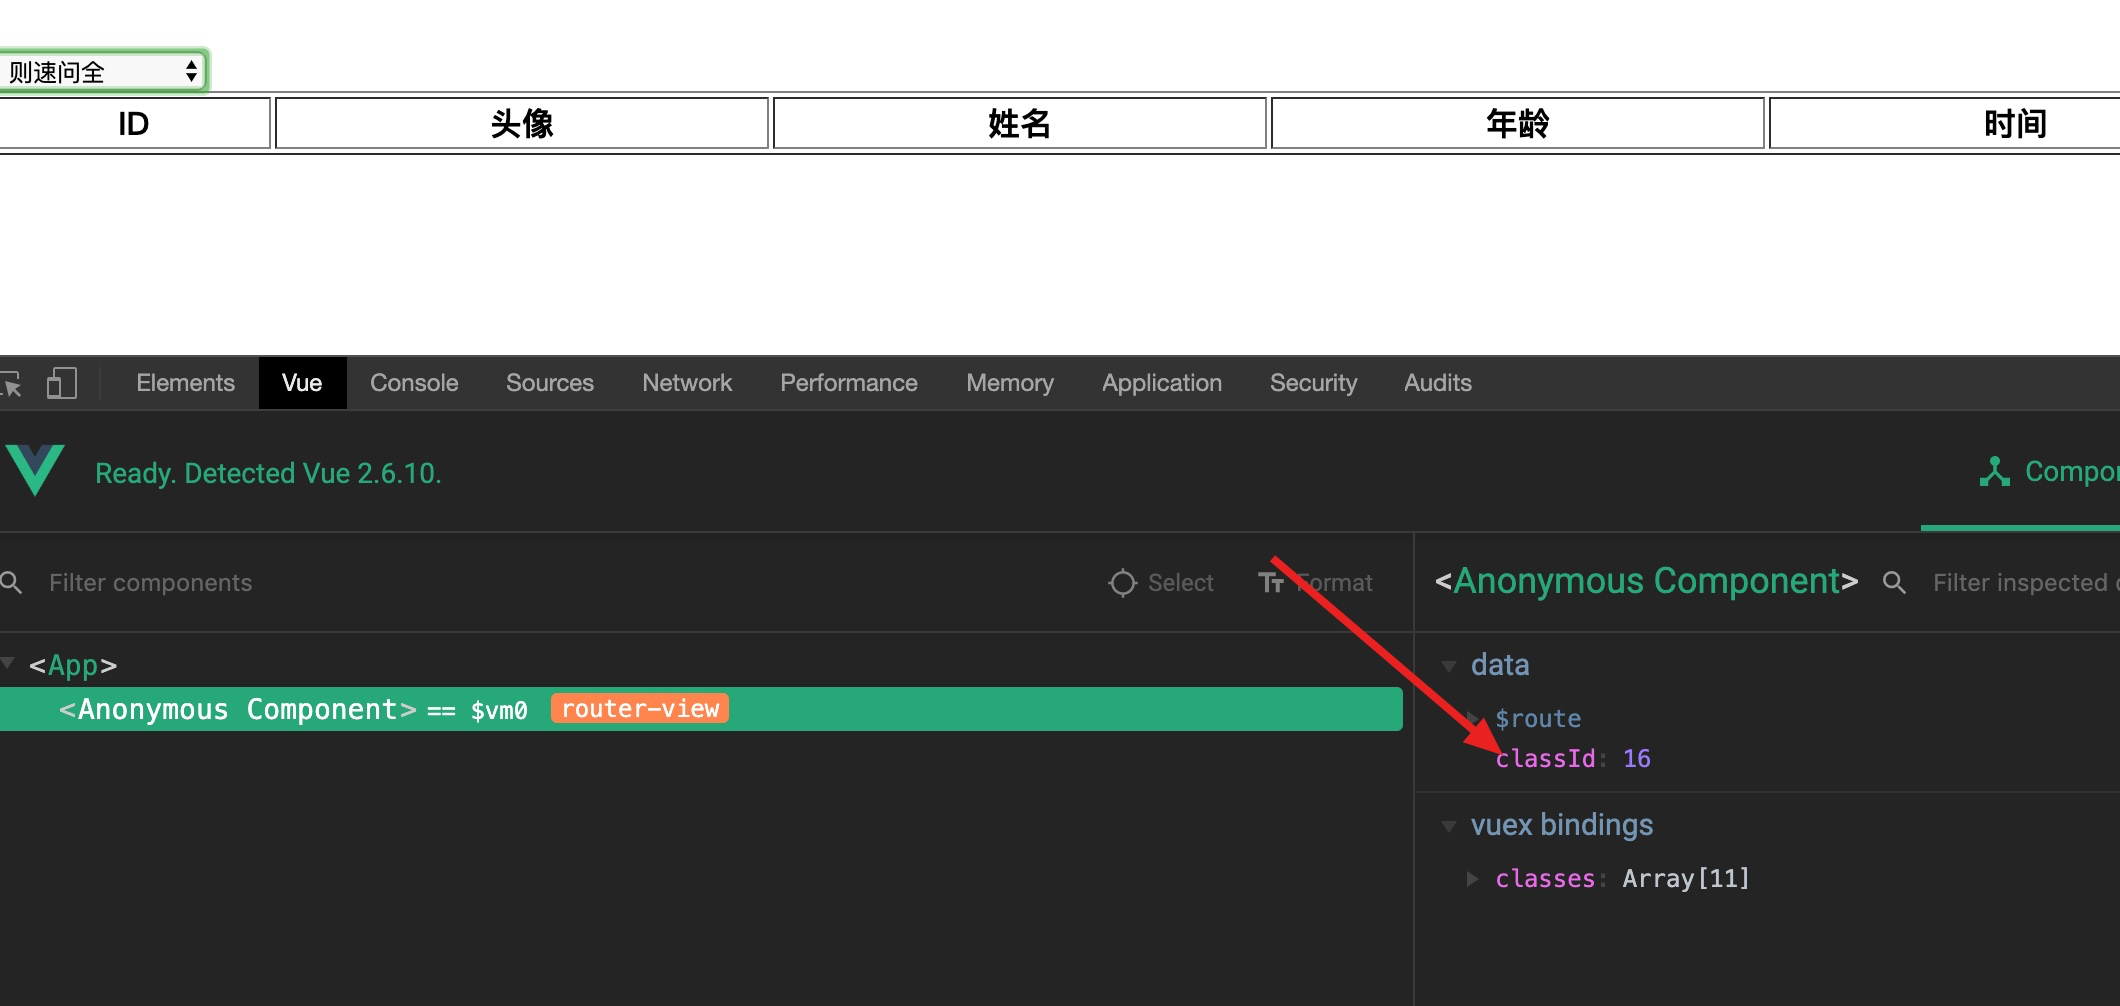 则速问全
ID 头像 姓名 年龄 时间
Elements Vue Console Sources Network Performance Memory Application Security Audits
Ready. Detected Vue 2.6.10.
Filter components Select Format
<Anonymous Component> Filter inspected
<App>
<Anonymous Component> == $vm0 router-view
data
$route
classId: 16
vuex bindings
classes: Array[11]